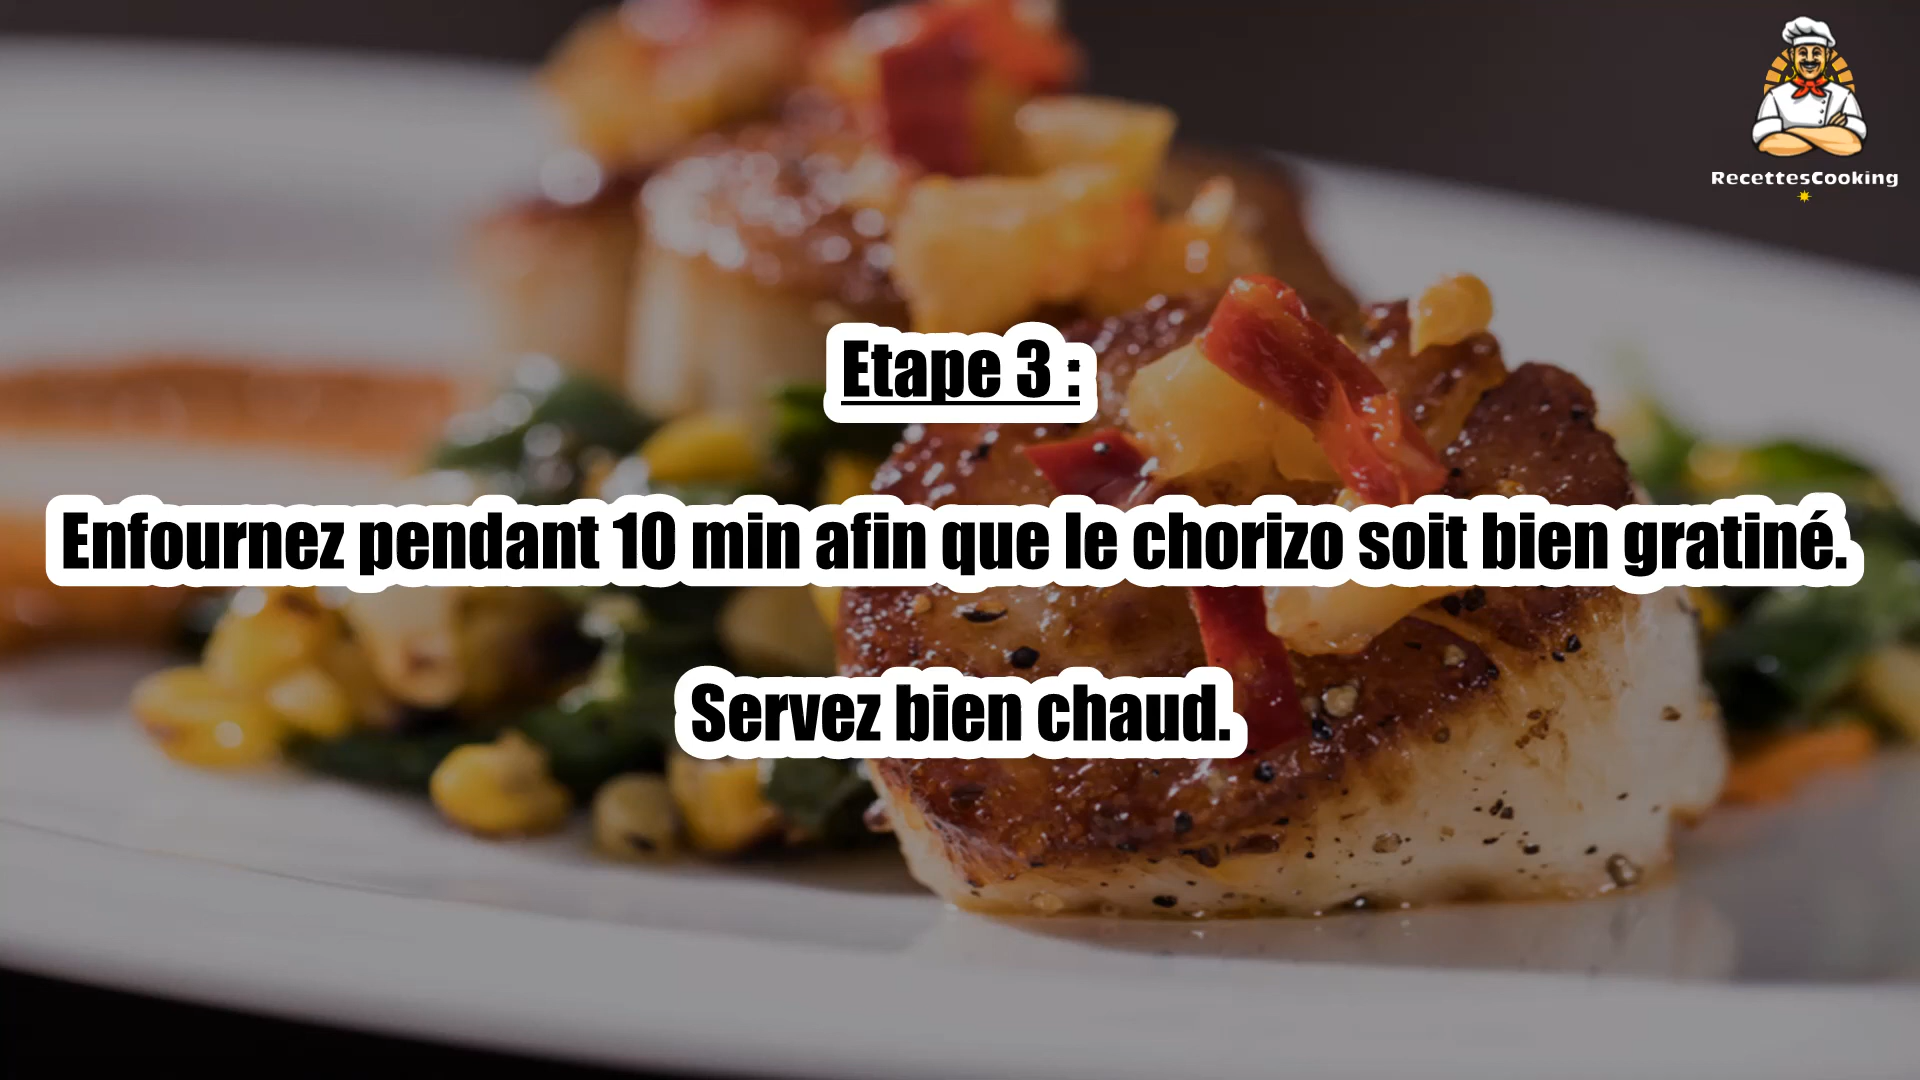 RecettesCooking
Etape 3 :
Enfournez pendant 10 min afin que le chorizo soit bien gratiné.
Servez bien chaud.